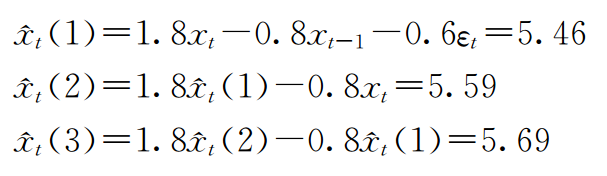 x̂ₜ(1)=1.8xₜ−0.8xₜ₋₁−0.6εₜ=5.46
x̂ₜ(2)=1.8x̂ₜ(1)−0.8xₜ=5.59
x̂ₜ(3)=1.8x̂ₜ(2)−0.8x̂ₜ(1)=5.69